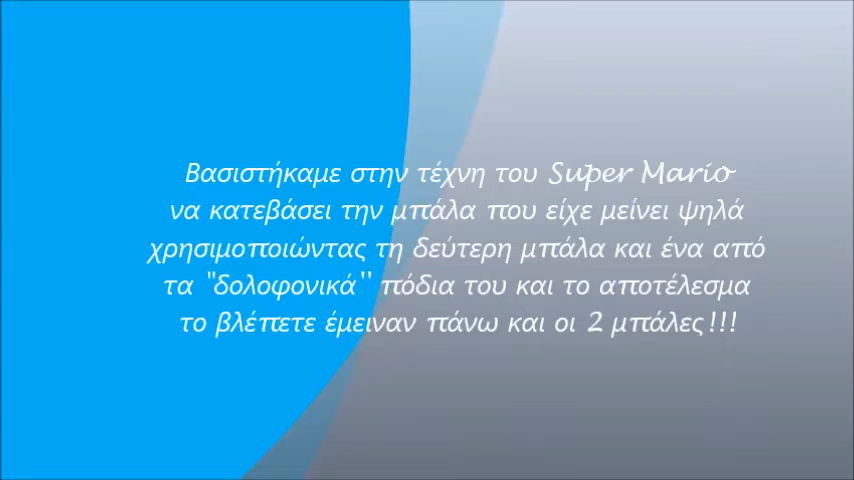 Βασιστήκαμε στην τέχνη του Super Mario
να κατεβάσει την μπάλα που είχε μείνει ψηλά
χρησιμοποιώντας τη δεύτερη μπάλα και ένα από
τα "δολοφονικά" πόδια του και το αποτέλεσμα
το βλέπετε έμειναν πάνω και οι 2 μπάλες!!!